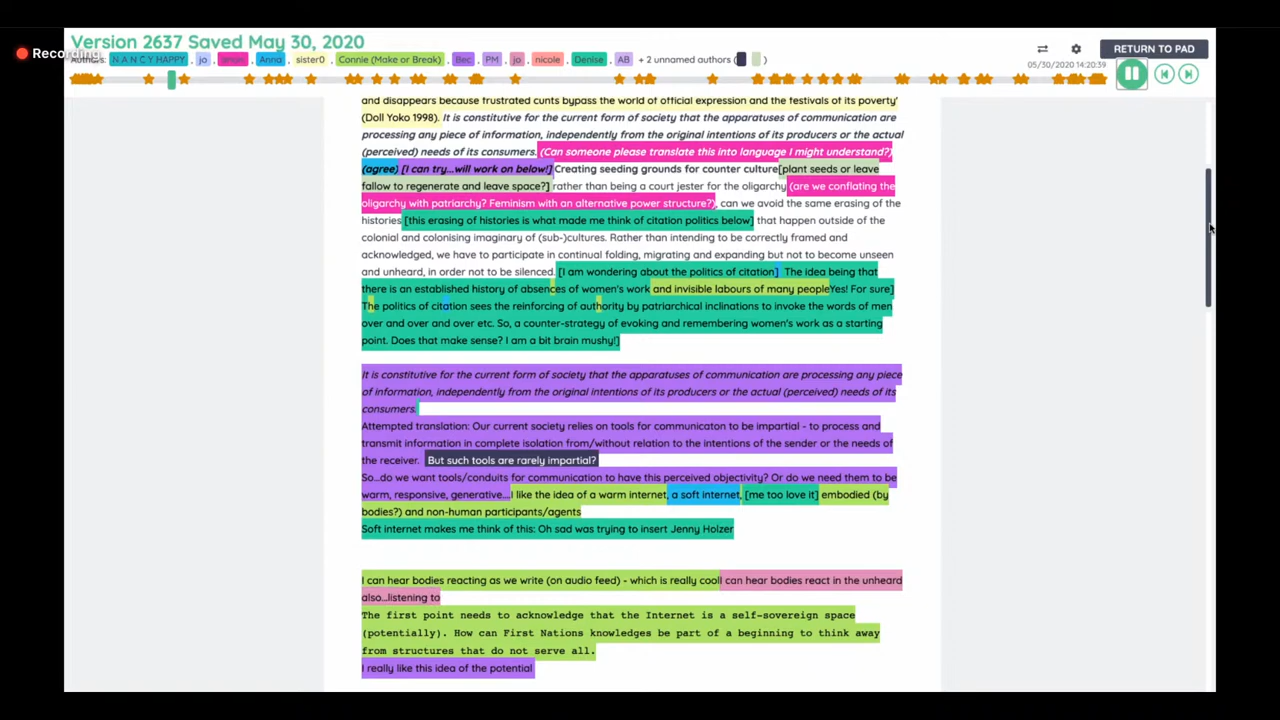 Version 2637 Saved May 30, 2020
Recording
Authors: N A N C Y HAPPY , jo , , Anna , sister0 , Connie (Make or Break) , Bec , PM , jo , nicole , Denise , AB + 2 unnamed authors ( )
RETURN TO PAD
05/30/2020 14:20:39
and disappears because frustrated cunts bypass the world of official expression and the festivals of its poverty'
(Doll Yoko 1998). It is constitutive for the current form of society that the apparatuses of communication are
processing any piece of information, independently from the original intentions of its producers or the actual
(perceived) needs of its consumers. (Can someone please translate this into language I might understand?)
(agree) [I can try...will work on below!] Creating seeding grounds for counter culture[plant seeds or leave
fallow to regenerate and leave space?] rather than being a court jester for the oligarchy (are we conflating the
oligarchy with patriarchy? Feminism with an alternative power structure?), can we avoid the same erasing of the
histories [this erasing of histories is what made me think of citation politics below] that happen outside of the
colonial and colonising imaginary of (sub-)cultures. Rather than intending to be correctly framed and
acknowledged, we have to participate in continual folding, migrating and expanding but not to become unseen
and unheard, in order not to be silenced. [I am wondering about the politics of citation] The idea being that
there is an established history of absences of women's work and invisible labours of many peopleYes! For sure]
The politics of citation sees the reinforcing of authority by patriarchical inclinations to invoke the words of men
over and over and over etc. So, a counter-strategy of evoking and remembering women's work as a starting
point. Does that make sense? I am a bit brain mushy!]
It is constitutive for the current form of society that the apparatuses of communication are processing any piece
of information, independently from the original intentions of its producers or the actual (perceived) needs of its
consumers.
Attempted translation: Our current society relies on tools for communicaton to be impartial - to process and
transmit information in complete isolation from/without relation to the intentions of the sender or the needs of
the receiver. But such tools are rarely impartial?
So...do we want tools/conduits for communication to have this perceived objectivity? Or do we need them to be
warm, responsive, generative....I like the idea of a warm internet, a soft internet, [me too love it] embodied (by
bodies?) and non-human participants/agents
Soft internet makes me think of this: Oh sad was trying to insert Jenny Holzer
I can hear bodies reacting as we write (on audio feed) - which is really coolI can hear bodies react in the unheard
also...listening to
The first point needs to acknowledge that the Internet is a self-sovereign space
(potentially). How can First Nations knowledges be part of a beginning to think away
from structures that do not serve all.
I really like this idea of the potential